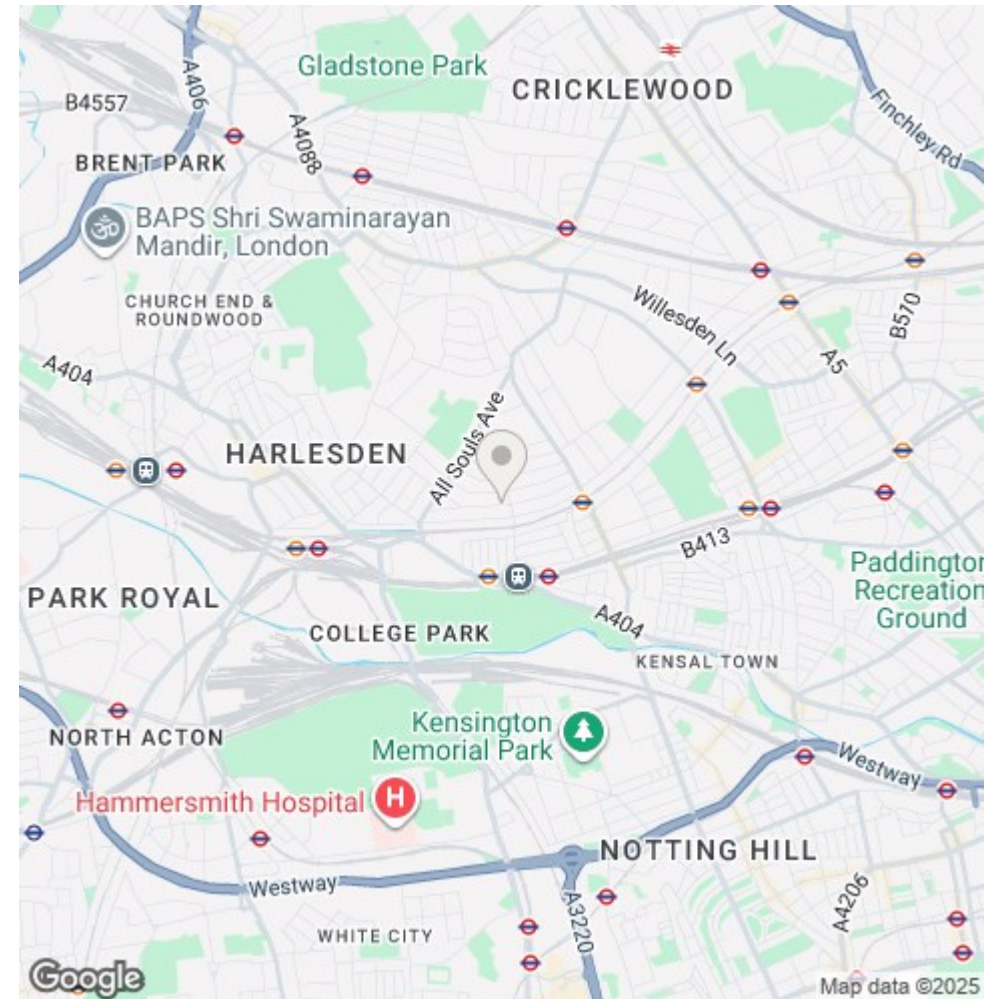 Gladstone Park
CRICKLEWOOD
A406
B4557
A4088
Finchley Rd
BRENT PARK
BAPS Shri Swaminarayan
Mandir, London
CHURCH END &
ROUNDWOOD
Willesden Ln
B510
A404
A5
All Souls Ave
HARLESDEN
B413
Paddington
Recreation
Ground
PARK ROYAL
A404
COLLEGE PARK
KENSAL TOWN
NORTH ACTON
Kensington
Memorial Park
Westway
Hammersmith Hospital
H
NOTTING HILL
Westway
A3220
A4206
WHITE CITY
Google
Map data ©2025